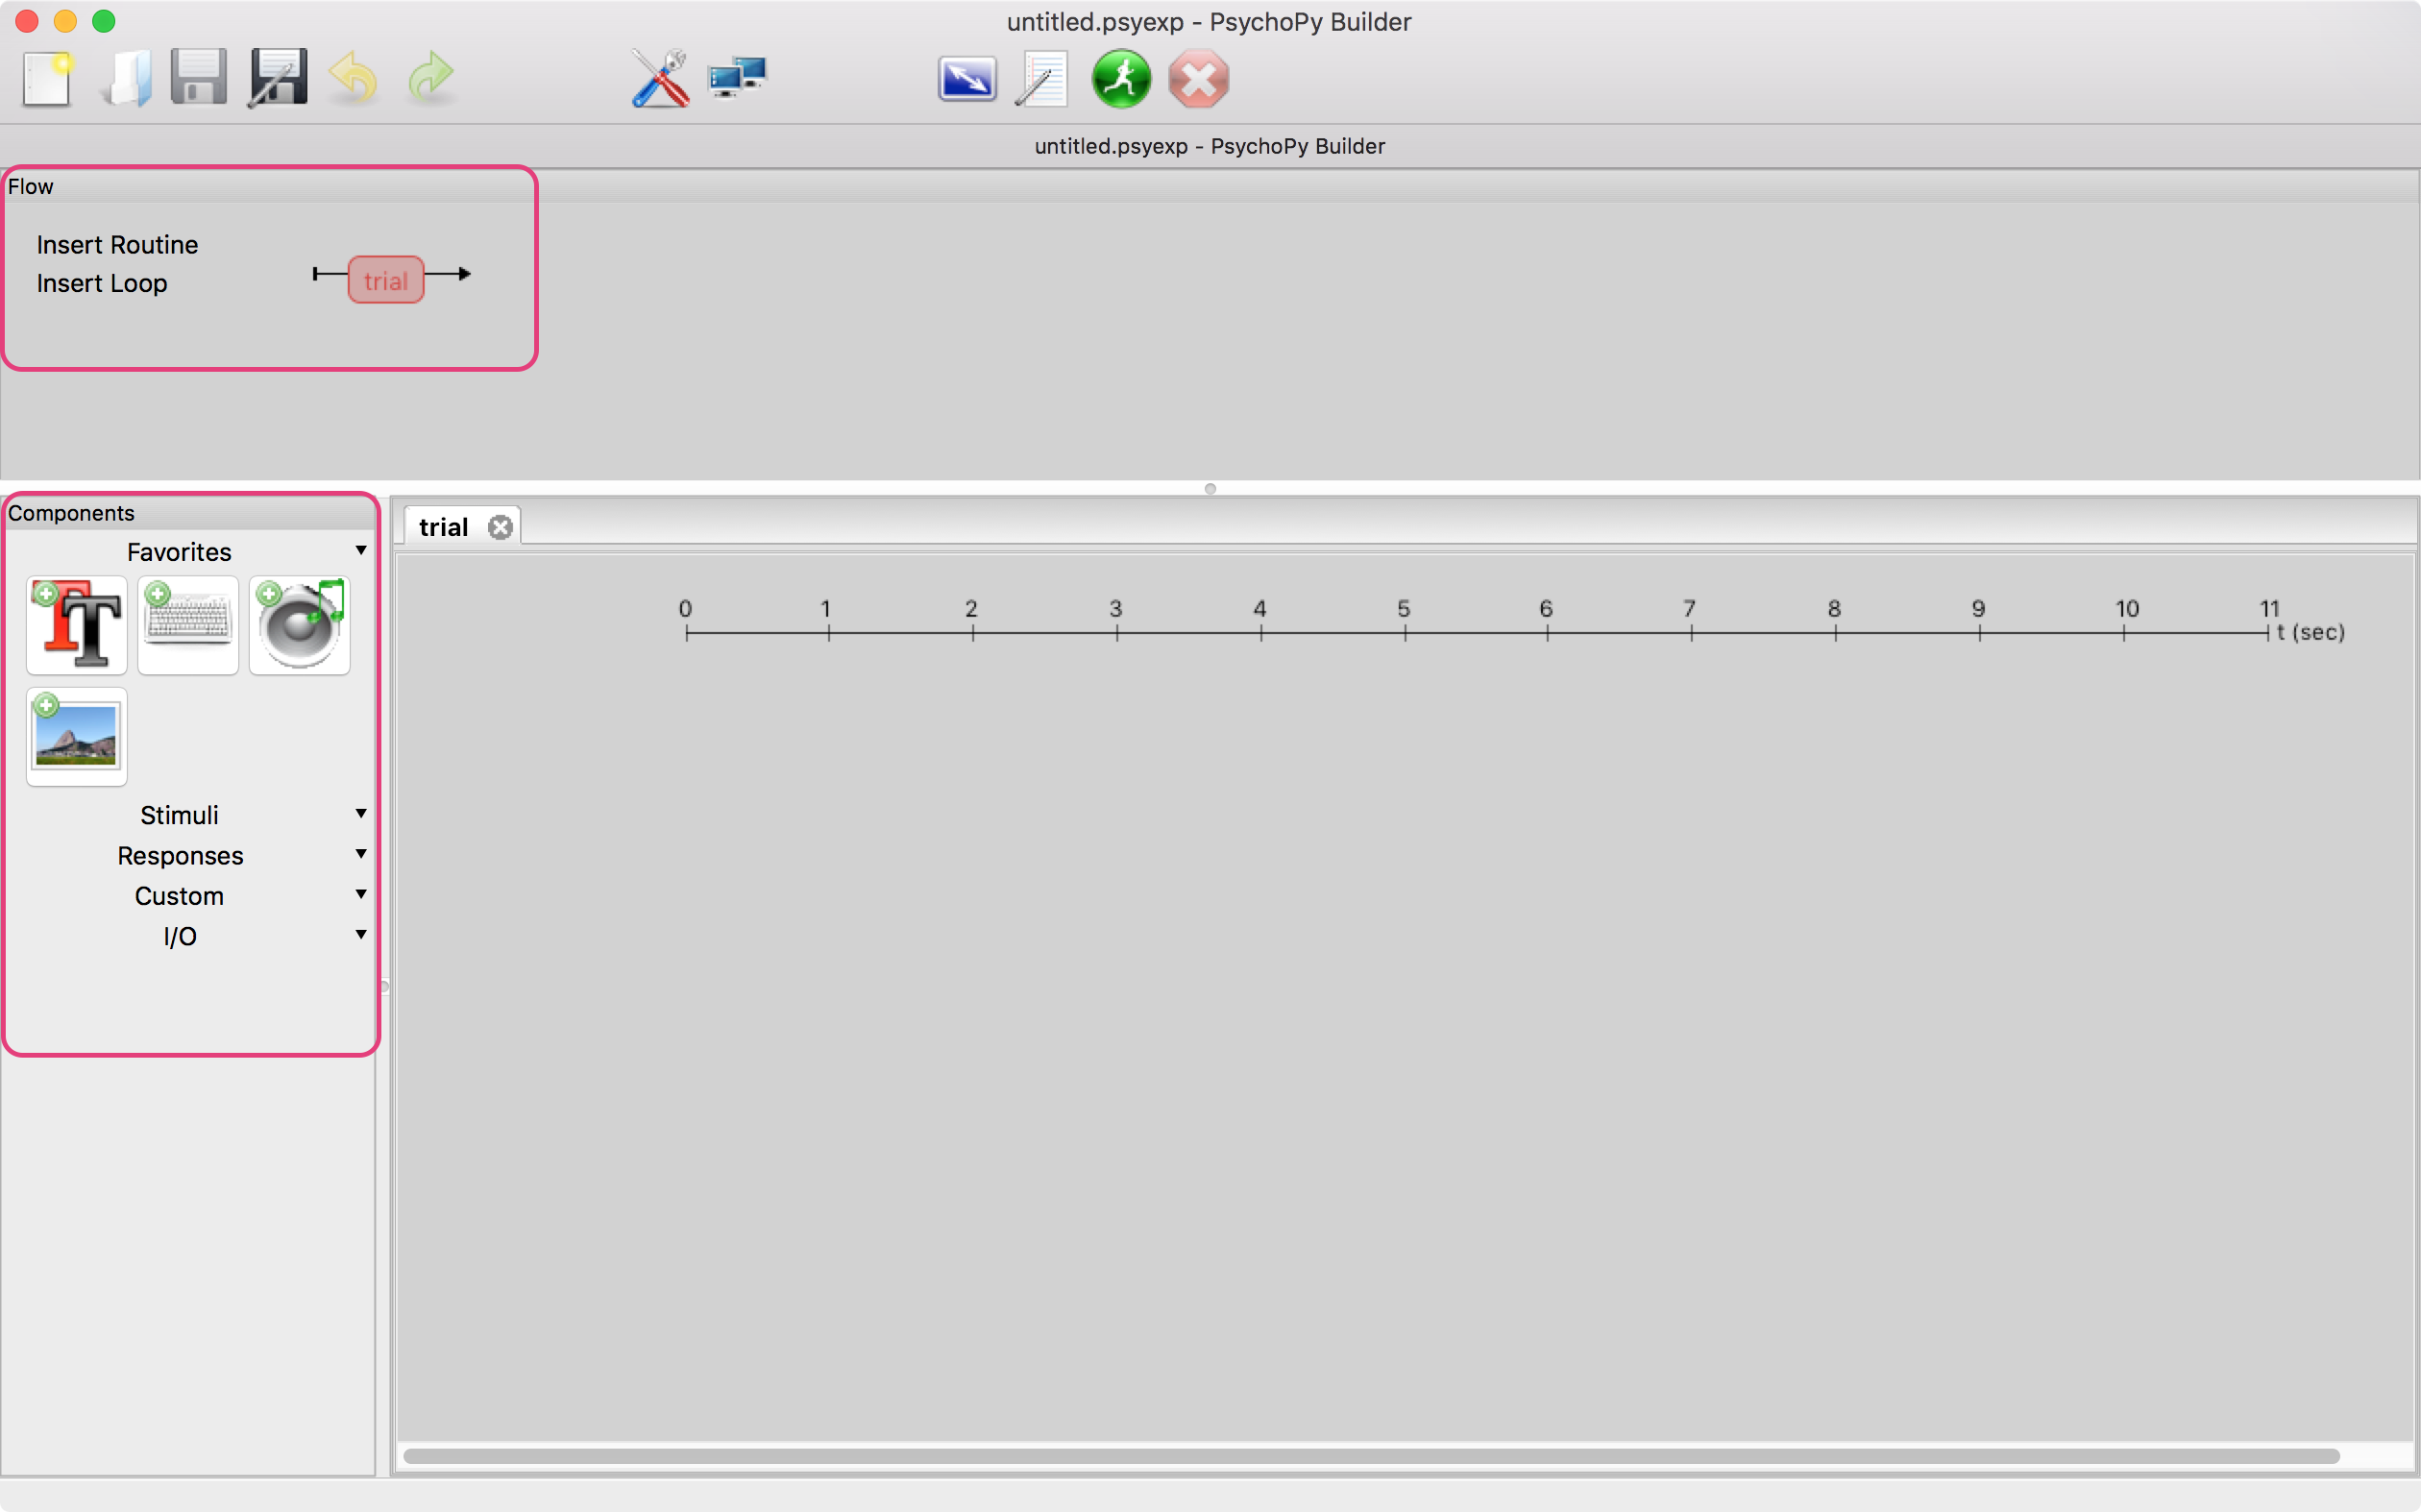 untitled.psyexp - PsychoPy Builder
untitled.psyexp - PsychoPy Builder
Flow
Insert Routine
Insert Loop
trial
Components
Favorites
Stimuli
Responses
Custom
I/O
trial
0 1 2 3 4 5 6 7 8 9 10 11
t (sec)